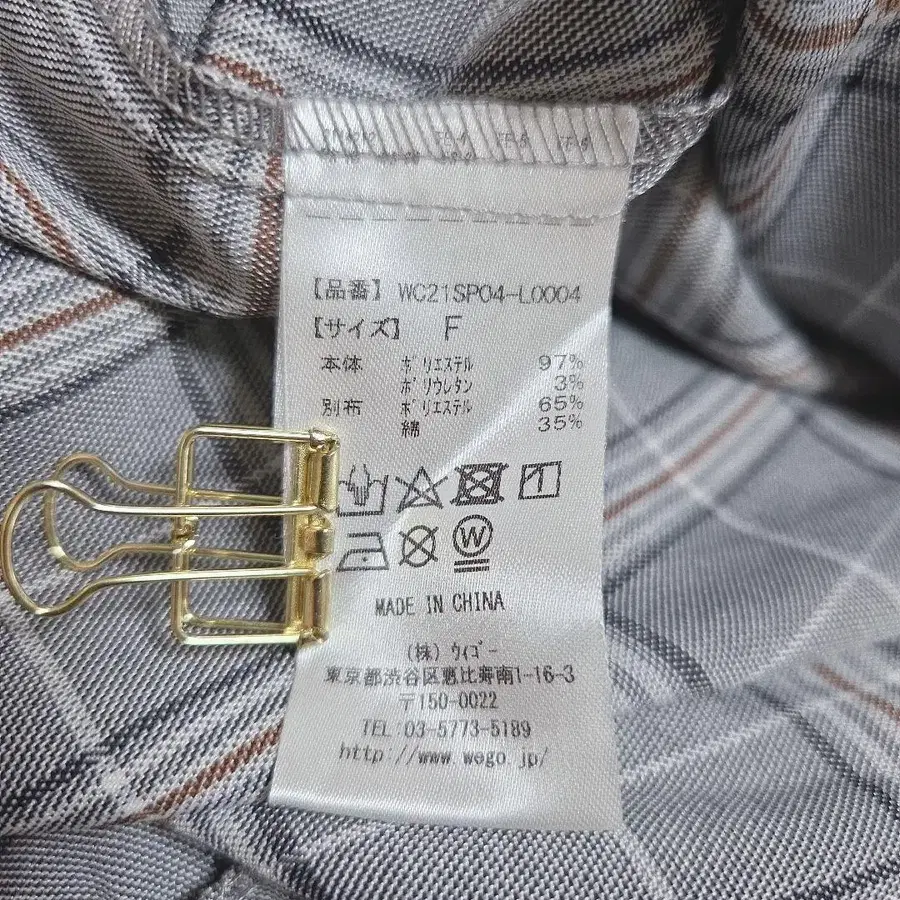 【品番】 WC21SP04-L0004
【サイズ】 F
本体 ポリエステル 97%
ポリウレタン 3%
別布 ポリエステル 65%
綿 35%
W
MADE IN CHINA
(株) ウィゴー
東京都渋谷区恵比寿南1-16-3
〒150-0022
TEL:03-5773-5189
http://www.wego.jp/